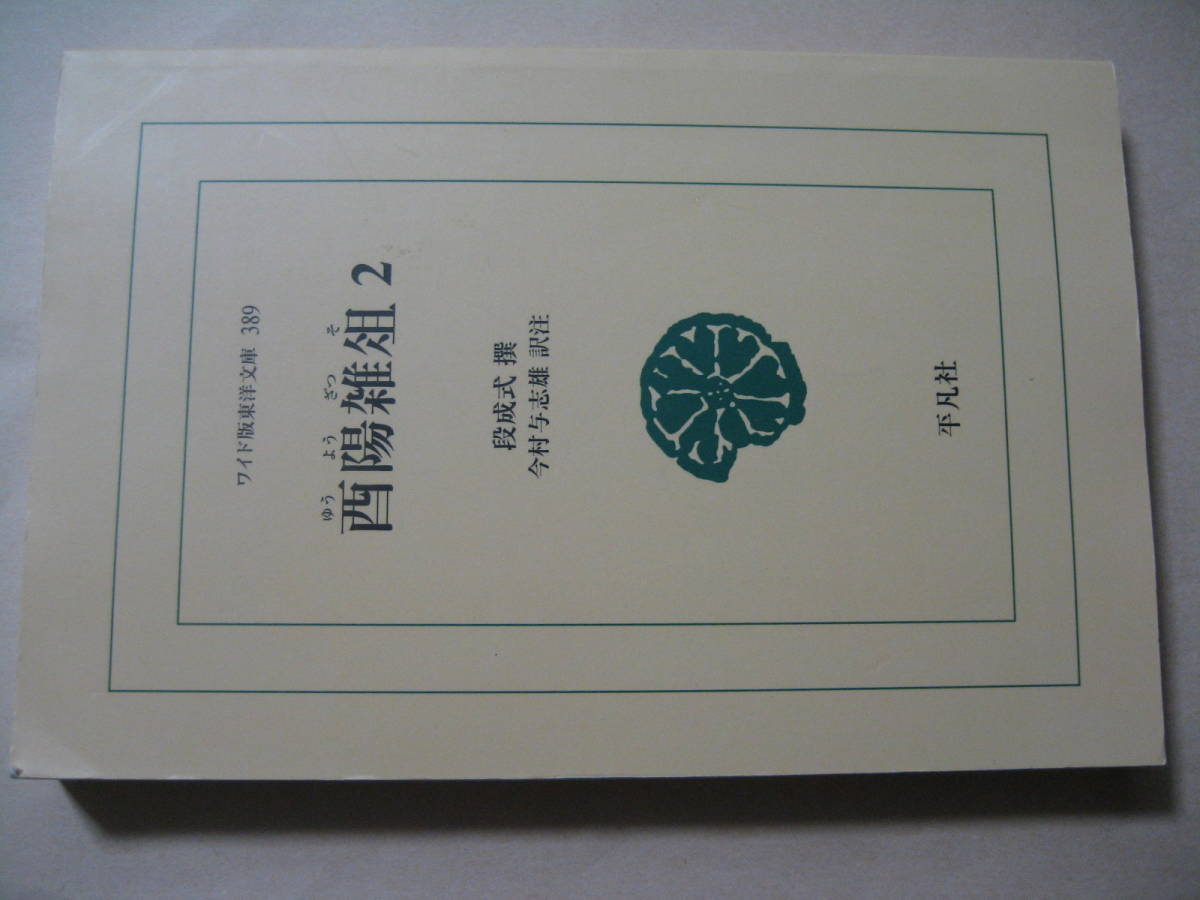 ワイド版東洋文庫 389
ゆう よう ざつ そ
酉陽雑俎 2
段成式 撰
今村与志雄 訳注
平凡社